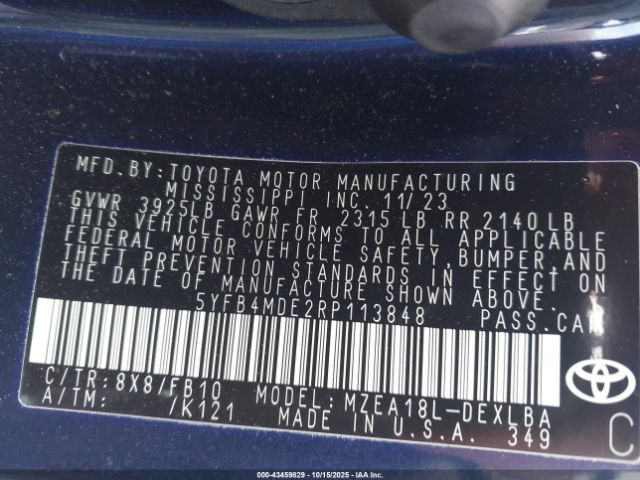 MFD.BY:TOYOTA MOTOR MANUFACTURING
MISSISSIPPI INC. 11/23
GVWR 3925LB GAWR FR 2315 LB RR 2140LB
THIS VEHICLE CONFORMS TO ALL APPLICABLE
FEDERAL MOTOR VEHICLE SAFETY, BUMPER, AND
THEFT PREVENTION STANDARDS IN EFFECT ON
THE DATE OF MANUFACTURE SHOWN ABOVE.
5YFB4MDE2RP113848 PASS.CAR
C/TR:8X8/FB10 MODEL:MZEA18L-DEXLBA
A/TM: /K121 MADE IN U.S.A. 349
TOYOTA
C
000-43459829 | 10/15/2025 | IAA Inc.